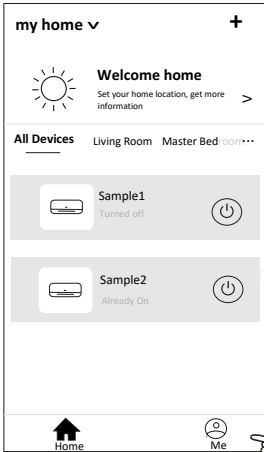 my home
+
Welcome home
Set your home location, get more
information
>
All Devices Living Room Master Bedroom ...
Sample1
Turned off
Sample2
Already On
Home Me